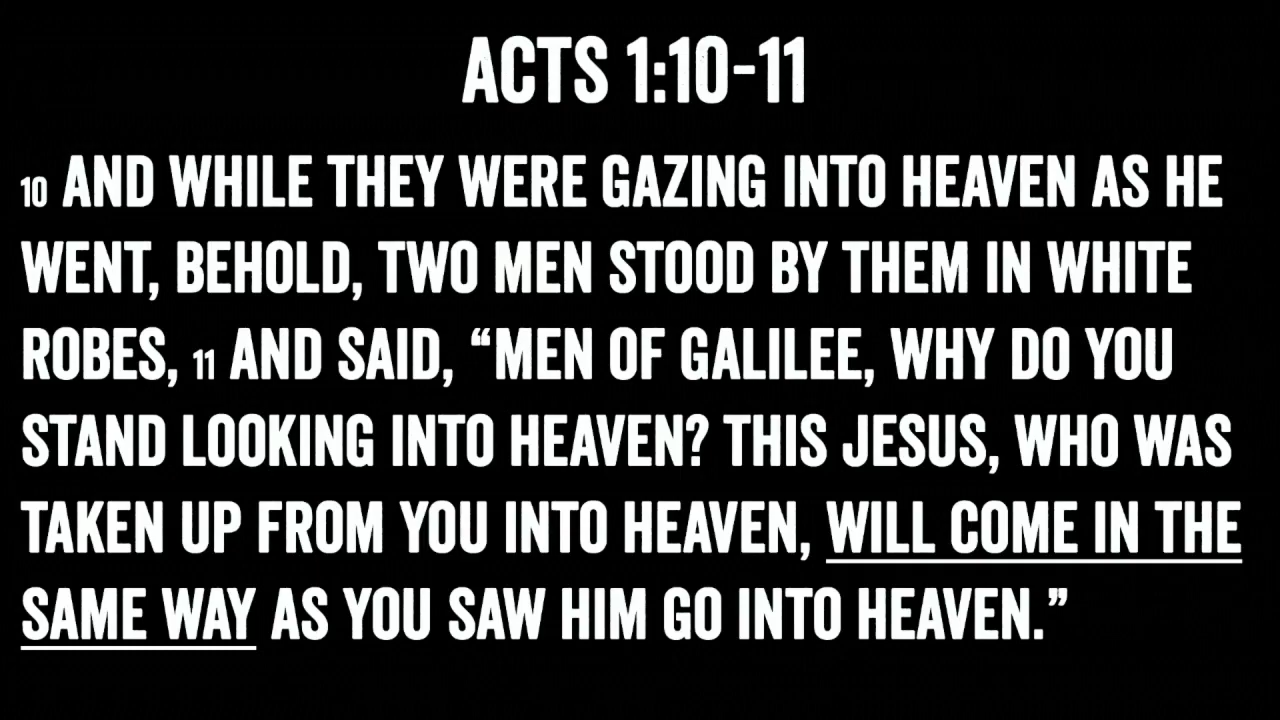 ACTS 1:10-11
10 AND WHILE THEY WERE GAZING INTO HEAVEN AS HE
WENT, BEHOLD, TWO MEN STOOD BY THEM IN WHITE
ROBES, 11 AND SAID, “MEN OF GALILEE, WHY DO YOU
STAND LOOKING INTO HEAVEN? THIS JESUS, WHO WAS
TAKEN UP FROM YOU INTO HEAVEN, WILL COME IN THE
SAME WAY AS YOU SAW HIM GO INTO HEAVEN.”